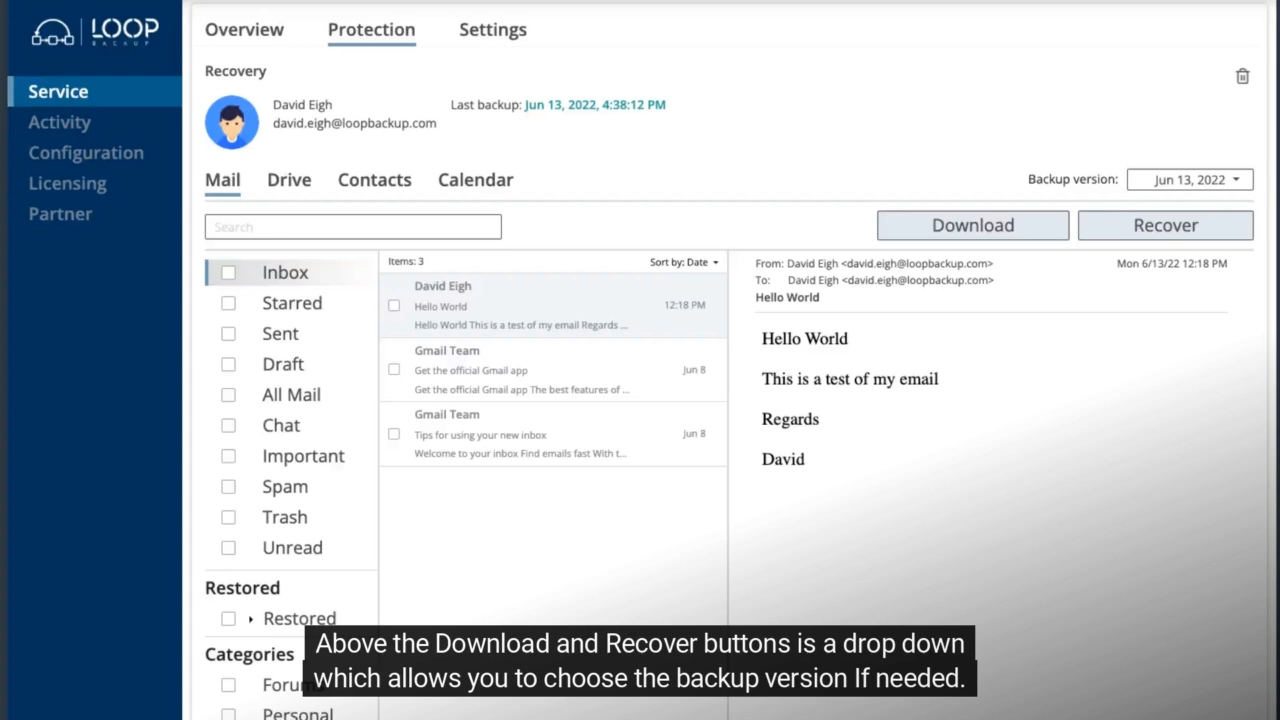 LOOP
BACKUP
Service
Activity
Configuration
Licensing
Partner
Overview Protection Settings
Recovery
David Eigh
david.eigh@loopbackup.com
Last backup: Jun 13, 2022, 4:38:12 PM
Mail Drive Contacts Calendar
Backup version: Jun 13, 2022
Search
Download Recover
Inbox
Starred
Sent
Draft
All Mail
Chat
Important
Spam
Trash
Unread
Restored
Restored
Categories
Forum
Personal
Items: 3 Sort by: Date
David Eigh
Hello World 12:18 PM
Hello World This is a test of my email Regards ...
Gmail Team
Get the official Gmail app Jun 8
Get the official Gmail app The best features of ...
Gmail Team
Tips for using your new inbox Jun 8
Welcome to your inbox Find emails fast With t...
From: David Eigh <david.eigh@loopbackup.com> Mon 6/13/22 12:18 PM
To: David Eigh <david.eigh@loopbackup.com>
Hello World
Hello World
This is a test of my email
Regards
David
Above the Download and Recover buttons is a drop down
which allows you to choose the backup version If needed.